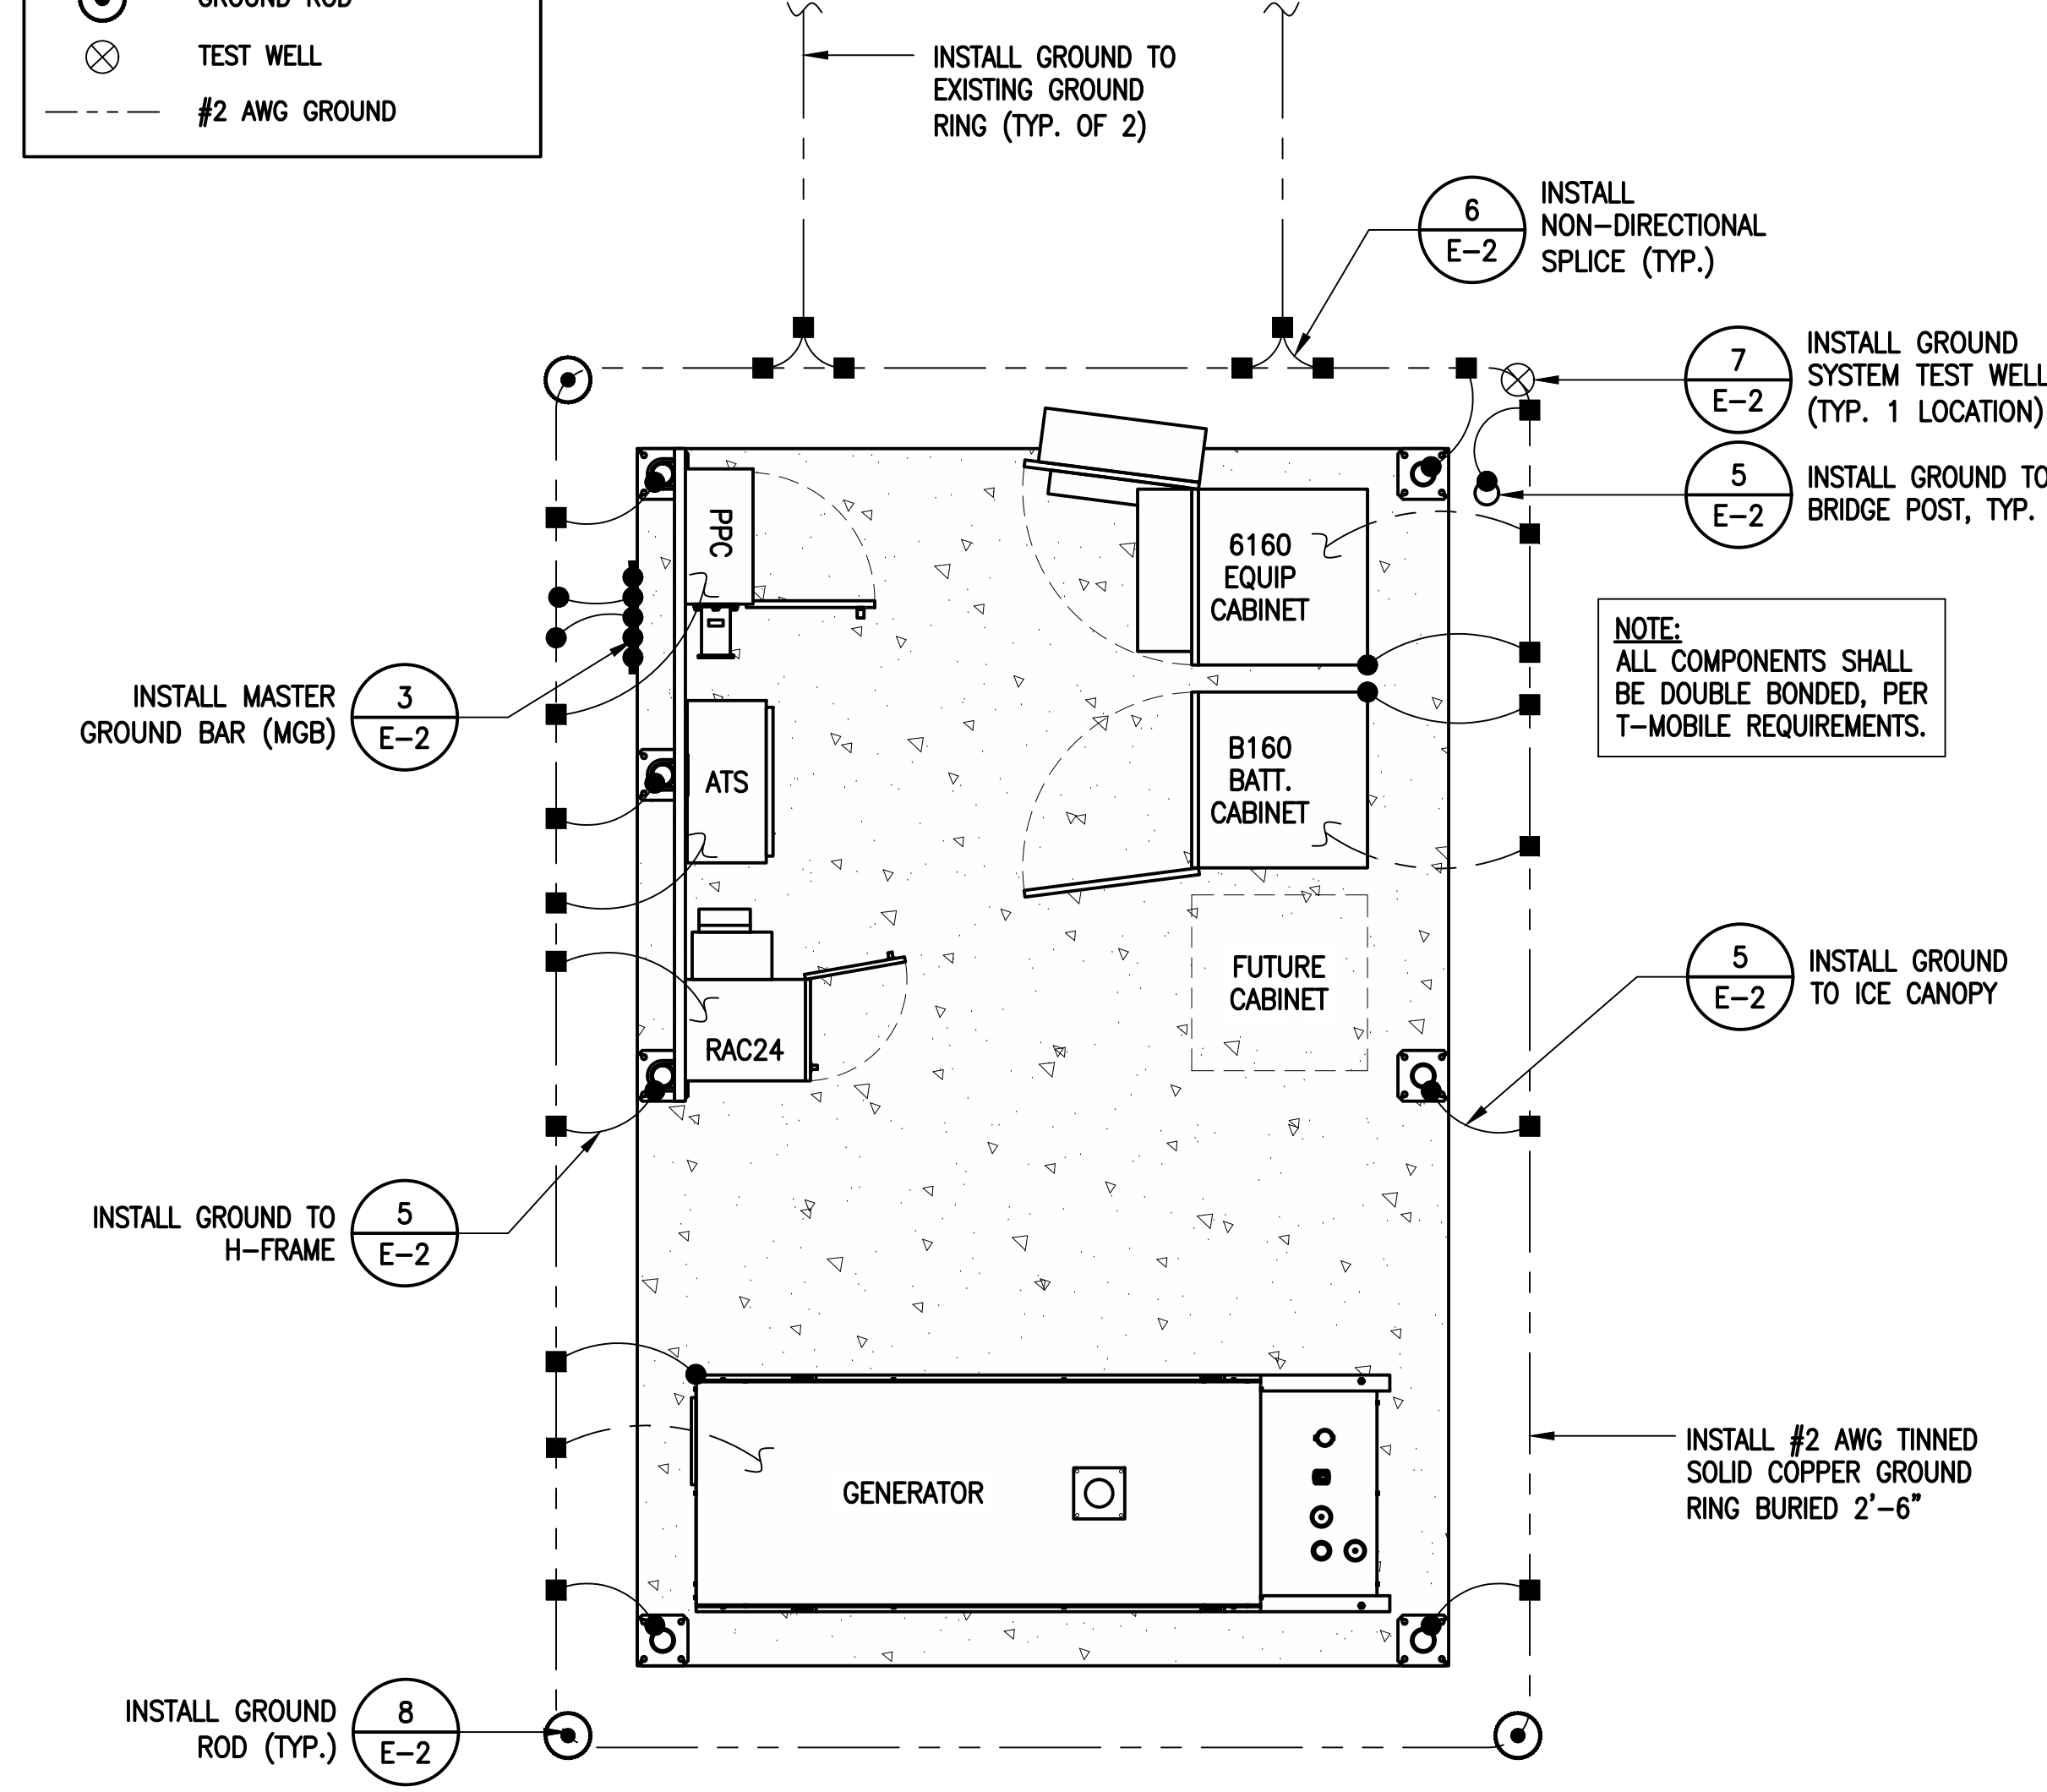 GROUND ROD
TEST WELL
#2 AWG GROUND
INSTALL GROUND TO
EXISTING GROUND
RING (TYP. OF 2)
6
E-2
INSTALL
NON-DIRECTIONAL
SPLICE (TYP.)
7
E-2
INSTALL GROUND
SYSTEM TEST WELL
(TYP. 1 LOCATION)
5
E-2
INSTALL GROUND TO
BRIDGE POST, TYP.
PPC
6160
EQUIP
CABINET
NOTE:
ALL COMPONENTS SHALL
BE DOUBLE BONDED, PER
T-MOBILE REQUIREMENTS.
INSTALL MASTER
GROUND BAR (MGB)
3
E-2
ATS
B160
BATT.
CABINET
FUTURE
CABINET
5
E-2
INSTALL GROUND
TO ICE CANOPY
RAC24
INSTALL GROUND TO
H-FRAME
5
E-2
GENERATOR
INSTALL #2 AWG TINNED
SOLID COPPER GROUND
RING BURIED 2'-6"
INSTALL GROUND
ROD (TYP.)
8
E-2